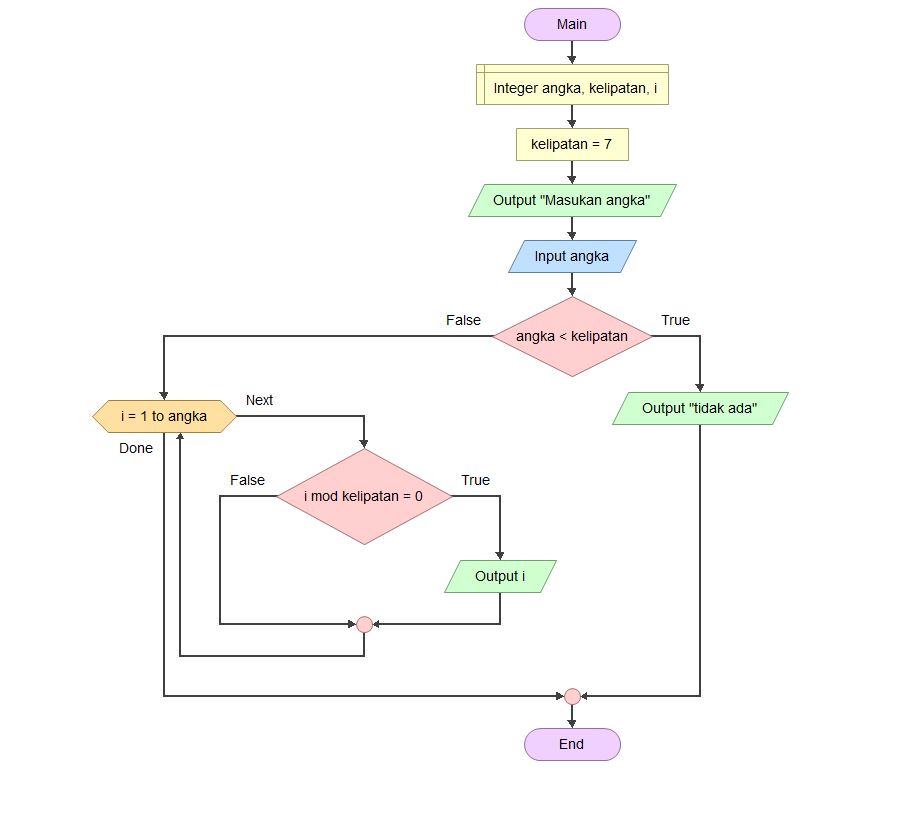 Main
Integer angka, kelipatan, i
kelipatan = 7
Output "Masukan angka"
Input angka
False
True
angka < kelipatan
i = 1 to angka
Next
Output "tidak ada"
Done
False
True
i mod kelipatan = 0
Output i
End